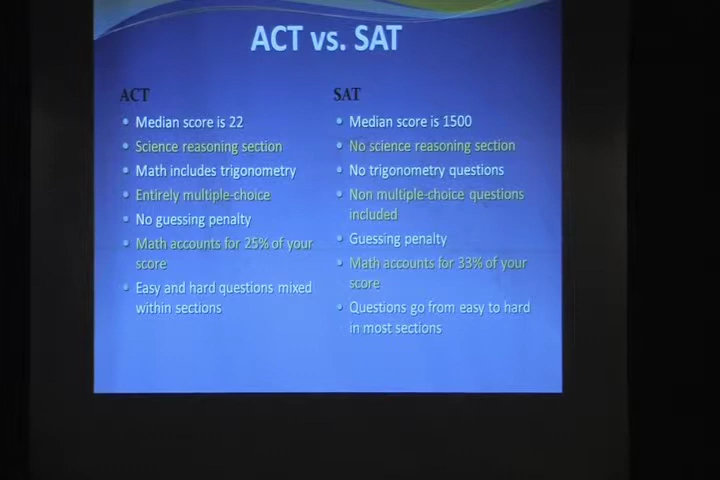 ACT vs. SAT
ACT
• Median score is 22
• Science reasoning section
• Math includes trigonometry
• Entirely multiple-choice
• No guessing penalty
• Math accounts for 25% of your
score
• Easy and hard questions mixed
within sections
SAT
• Median score is 1500
• No science reasoning section
• No trigonometry questions
• Non multiple-choice questions
included
• Guessing penalty
• Math accounts for 33% of your
score
• Questions go from easy to hard
in most sections